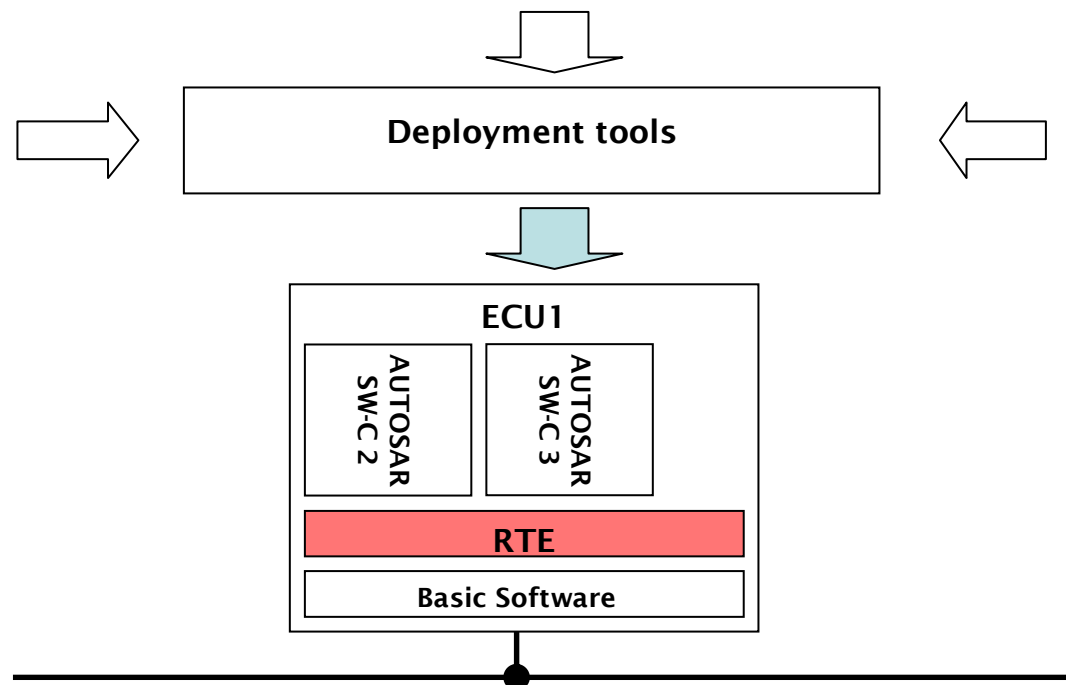 Deployment tools
ECU1
AUTOSAR
SW-C 2
AUTOSAR
SW-C 3
RTE
Basic Software